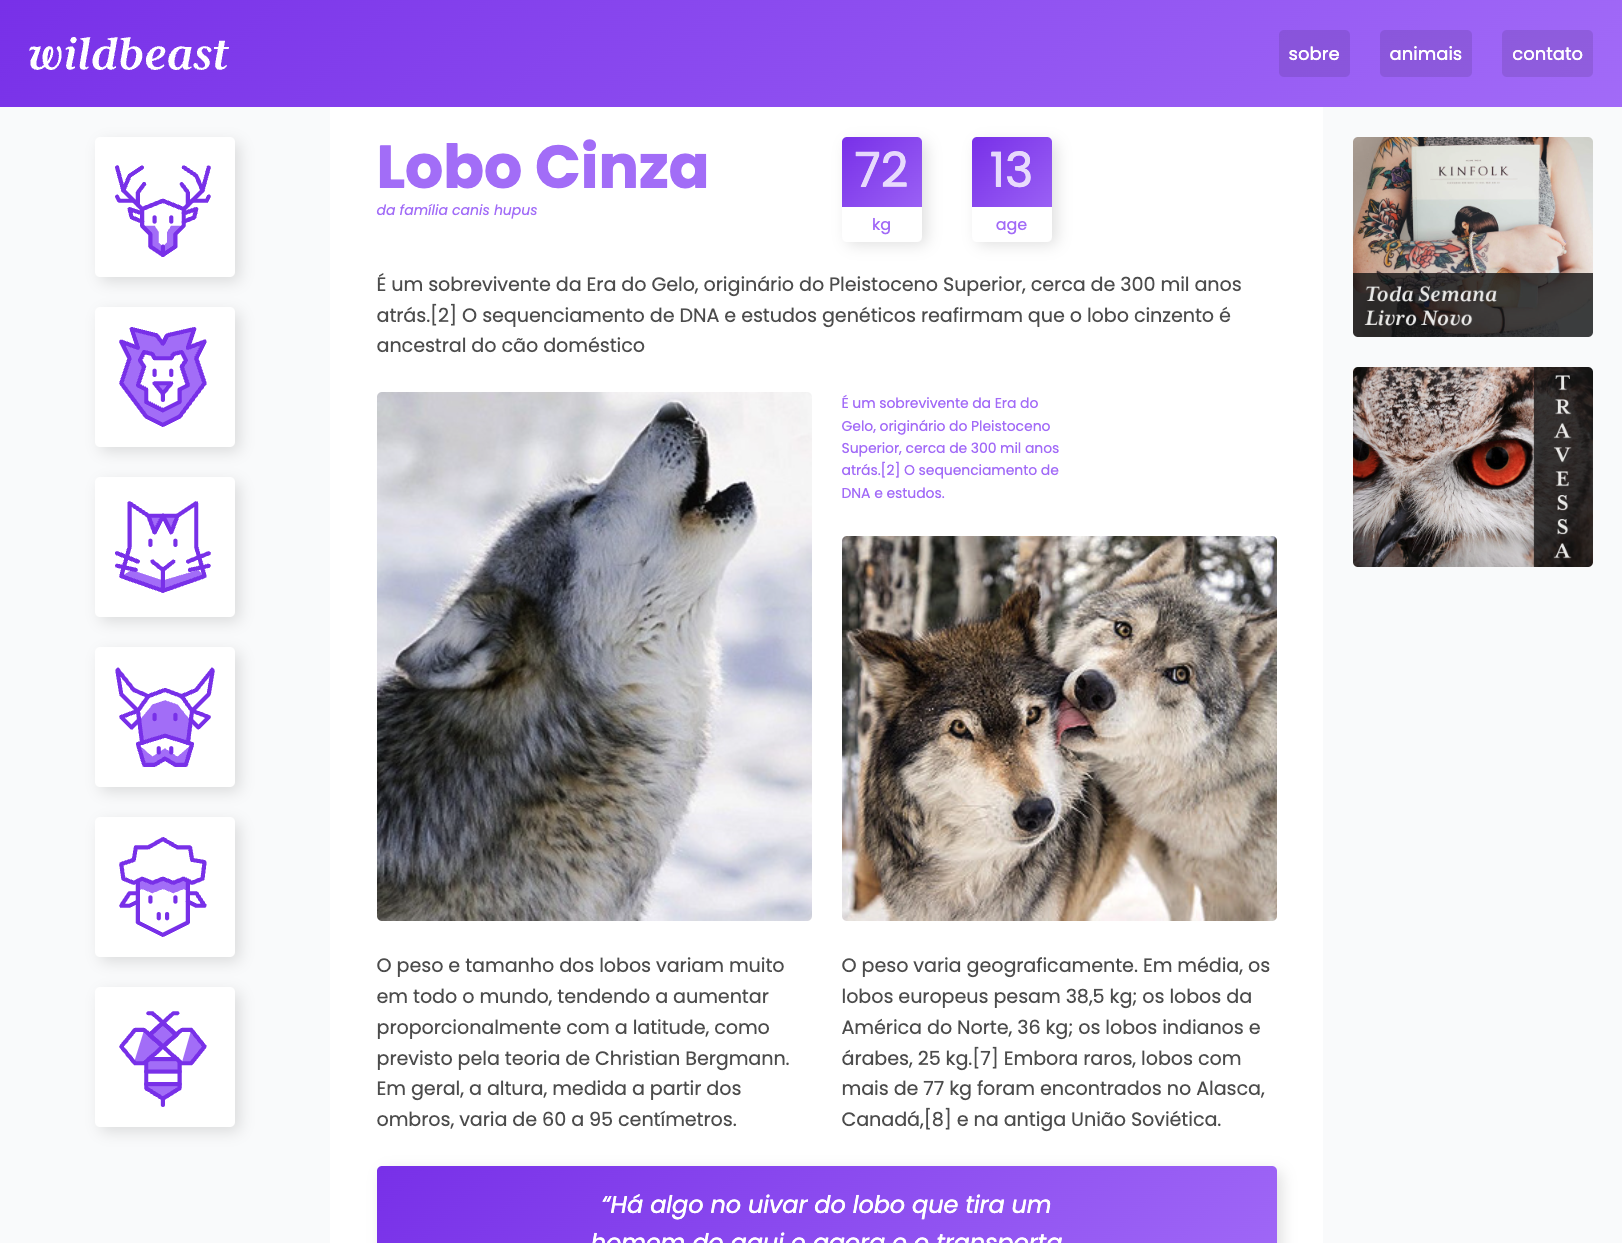 wildbeast
sobre
animais
contato
Lobo Cinza
da família canis hupus
72
kg
13
age
É um sobrevivente da Era do Gelo, originário do Pleistoceno Superior, cerca de 300 mil anos
atrás.[2] O sequenciamento de DNA e estudos genéticos reafirmam que o lobo cinzento é
ancestral do cão doméstico
É um sobrevivente da Era do
Gelo, originário do Pleistoceno
Superior, cerca de 300 mil anos
atrás.[2] O sequenciamento de
DNA e estudos.
O peso e tamanho dos lobos variam muito
em todo o mundo, tendendo a aumentar
proporcionalmente com a latitude, como
previsto pela teoria de Christian Bergmann.
Em geral, a altura, medida a partir dos
ombros, varia de 60 a 95 centímetros.
O peso varia geograficamente. Em média, os
lobos europeus pesam 38,5 kg; os lobos da
América do Norte, 36 kg; os lobos indianos e
árabes, 25 kg.[7] Embora raros, lobos com
mais de 77 kg foram encontrados no Alasca,
Canadá,[8] e na antiga União Soviética.
“Há algo no uivar do lobo que tira um
homem do aqui e agora e o transporta
KINFOLK
Toda Semana
Livro Novo
TRAVESSA